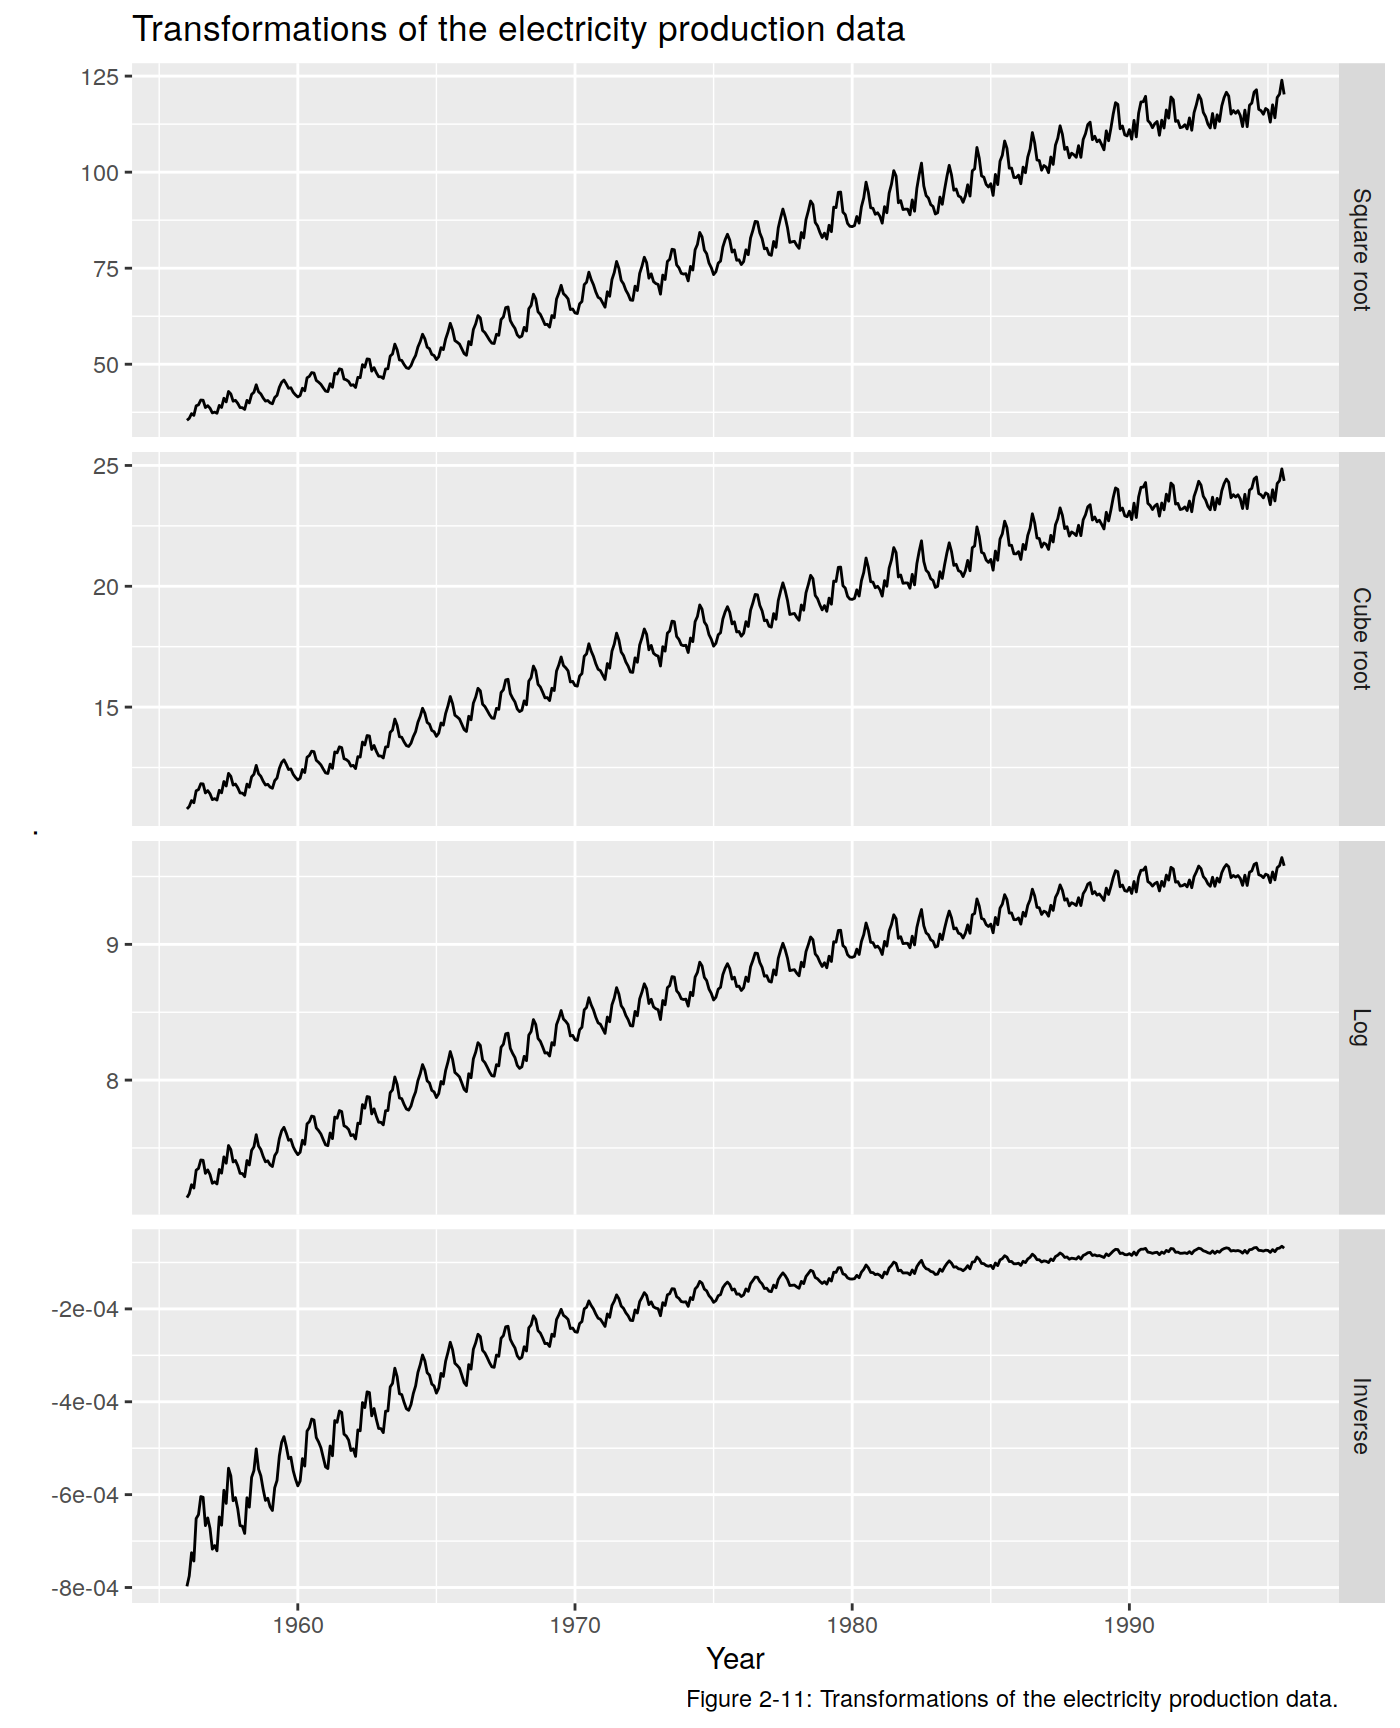 Transformations of the electricity production data
125
100
75
50
Square root
25
20
15
Cube root
.
9
8
Log
-2e-04
-4e-04
-6e-04
-8e-04
Inverse
1960 1970 1980 1990
Year
Figure 2-11: Transformations of the electricity production data.